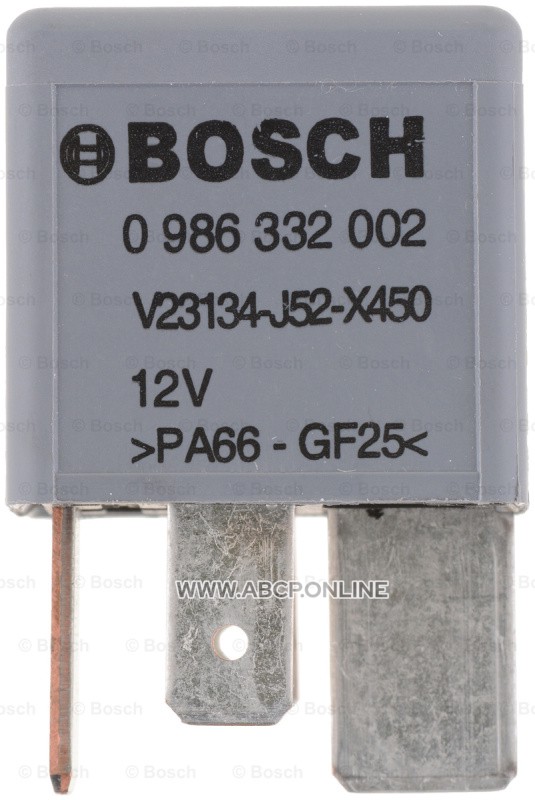 BOSCH
0 986 332 002
V23134-J52-X450
12V
>PA66 - GF25<
WWW.ABCP.ONLINE